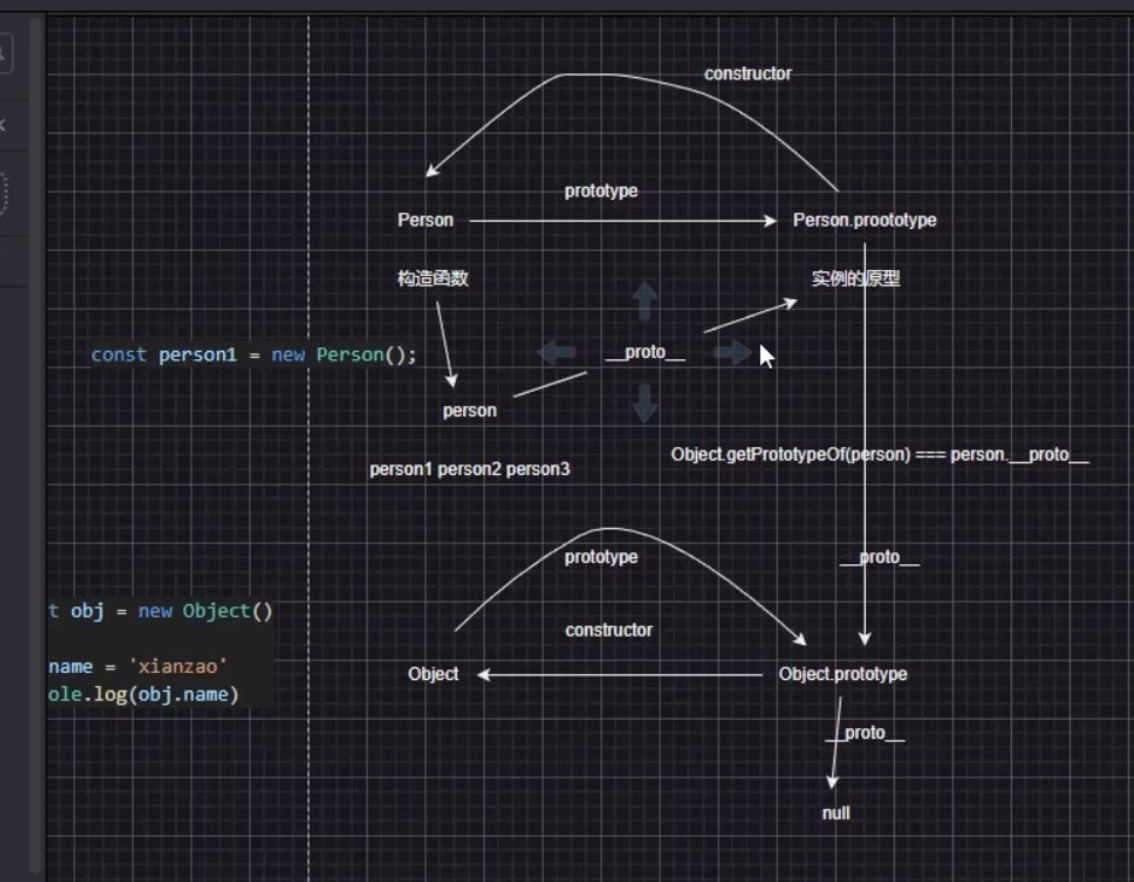 constructor
prototype
Person
Person.proototype
构造函数
实例的原型
const person1 = new Person();
__proto__
person
Object.getPrototypeOf(person) === person.__proto__
person1 person2 person3
prototype
__proto__
t obj = new Object()
constructor
name = 'xianzao'
Object
Object.prototype
ole.log(obj.name)
__proto__
null